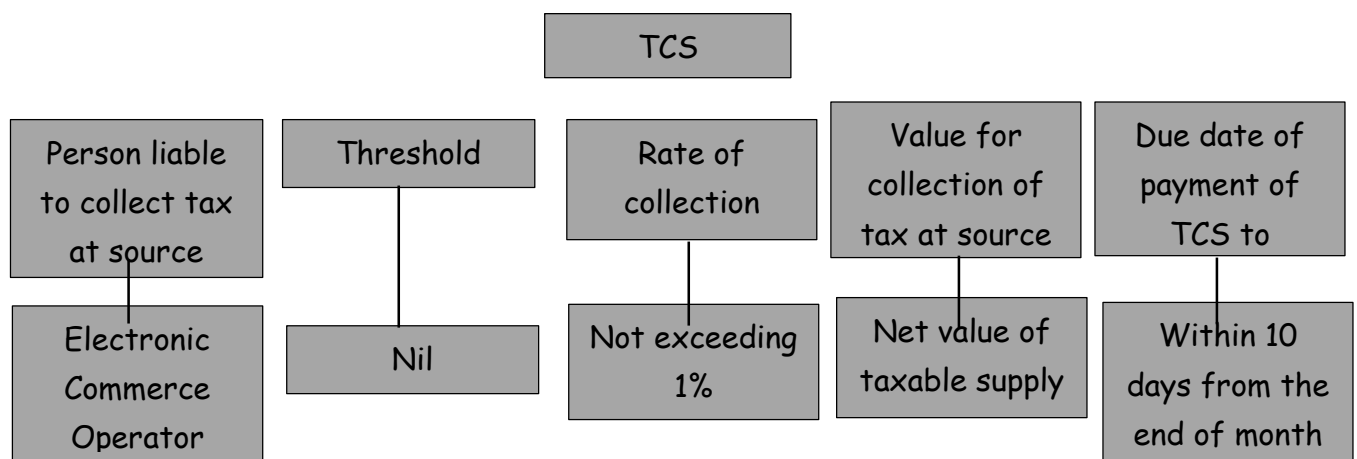 TCS
Person liable
to collect tax
at source
Electronic
Commerce
Operator
Threshold
Nil
Rate of
collection
Not exceeding
1%
Value for
collection of
tax at source
Net value of
taxable supply
Due date of
payment of
TCS to
Within 10
days from the
end of month